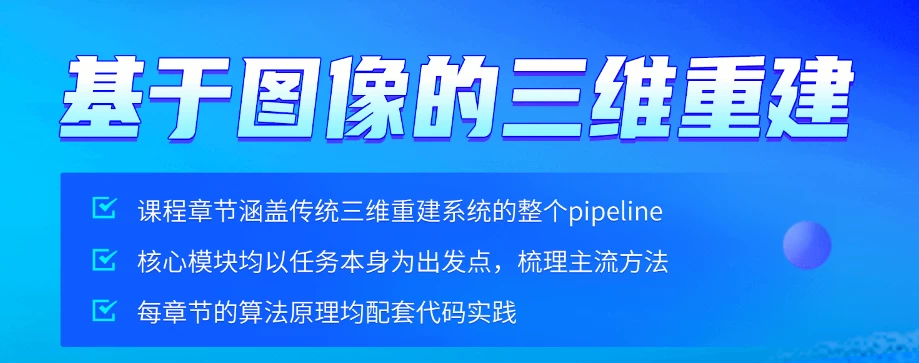 基于图像的三维重建
课程章节涵盖传统三维重建系统的整个pipeline
核心模块均以任务本身为出发点，梳理主流方法
每章节的算法原理均配套代码实践